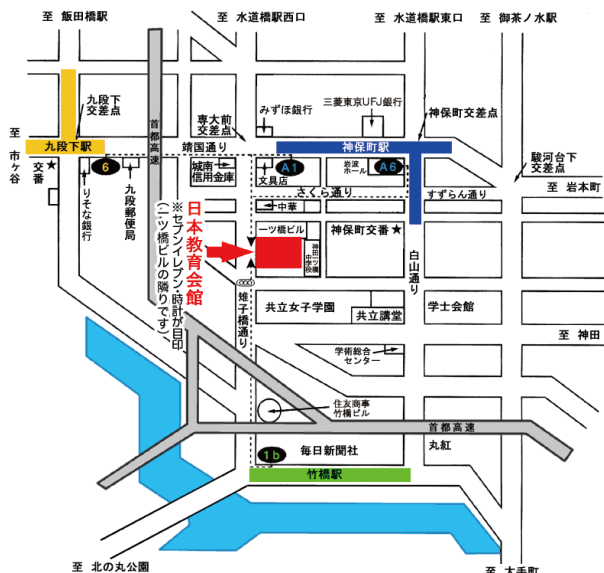 至 飯田橋駅
至 水道橋駅西口
至 水道橋駅東口
至 御茶ノ水駅
九段下
交差点
首都高速
専大前
交差点
みずほ銀行
三菱東京UFJ銀行
神保町交差点
至 市ヶ谷
九段下駅
靖国通り
神保町駅
駿河台下
交差点
交番★
6
りそな銀行
九段郵便局
城南
信用金庫
A1
文具店
岩波
ホール
A6
さくら通り
すずらん通り
至 岩本町
中華
日本教育会館
※セブンイレブン・時計が目印
(一ツ橋ビルの隣りです)
一ツ橋ビル
神田一ツ橋
中学校
神保町交番★
白山通り
雉子橋通り
共立女子学園
共立講堂
学士会館
至 神田
学術総合
センター
住友商事
竹橋ビル
首都高速
丸紅
毎日新聞社
1b
竹橋駅
至 北の丸公園
至 大手町